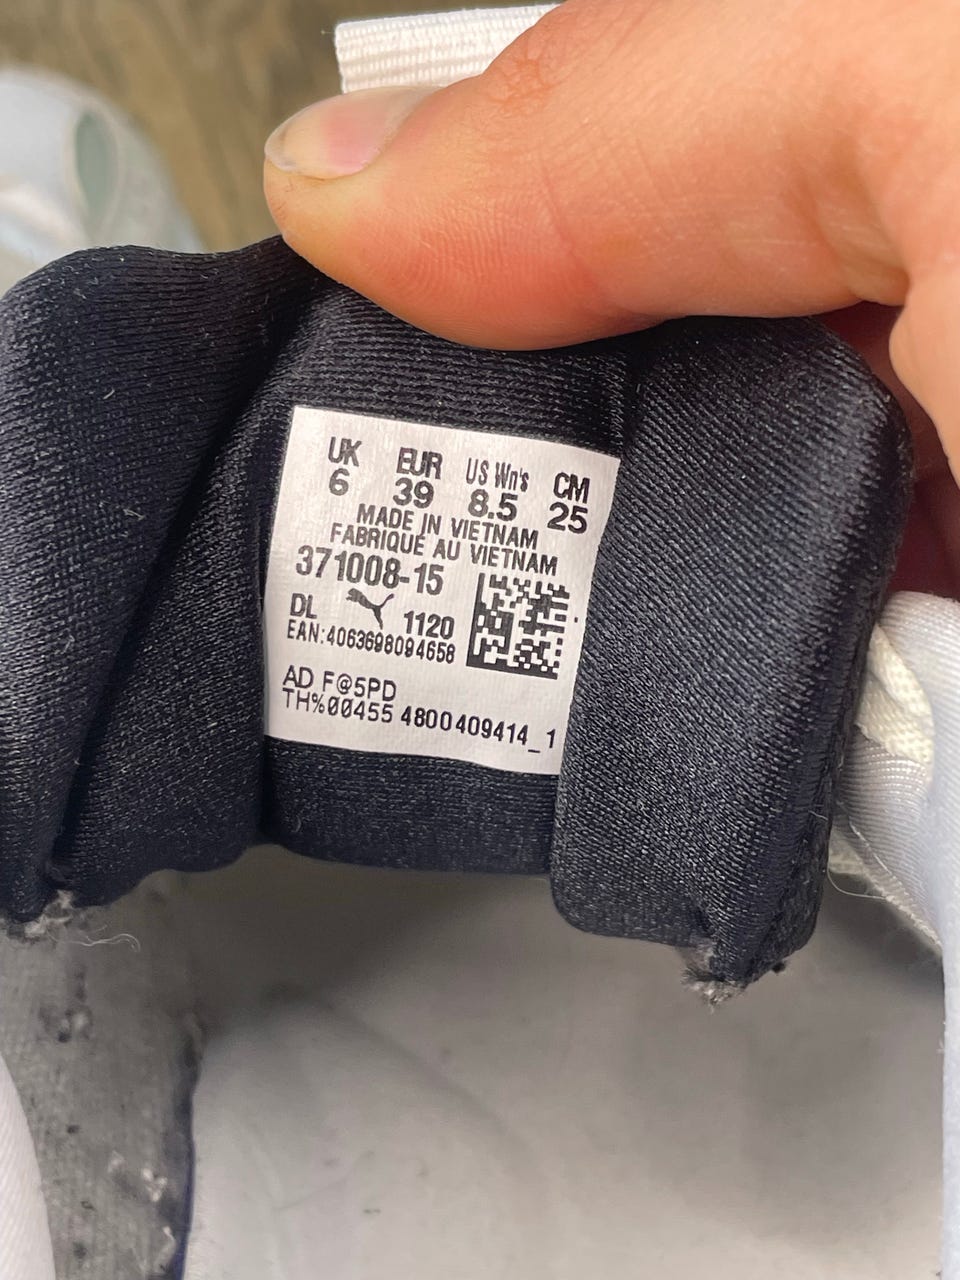 UK EUR US Wn's CM
6 39 8.5 25
MADE IN VIETNAM
FABRIQUÉ AU VIETNAM
371008-15
DL 1120
EAN:4063698094658
AD F@5PD
TH%00455 4800409414_1